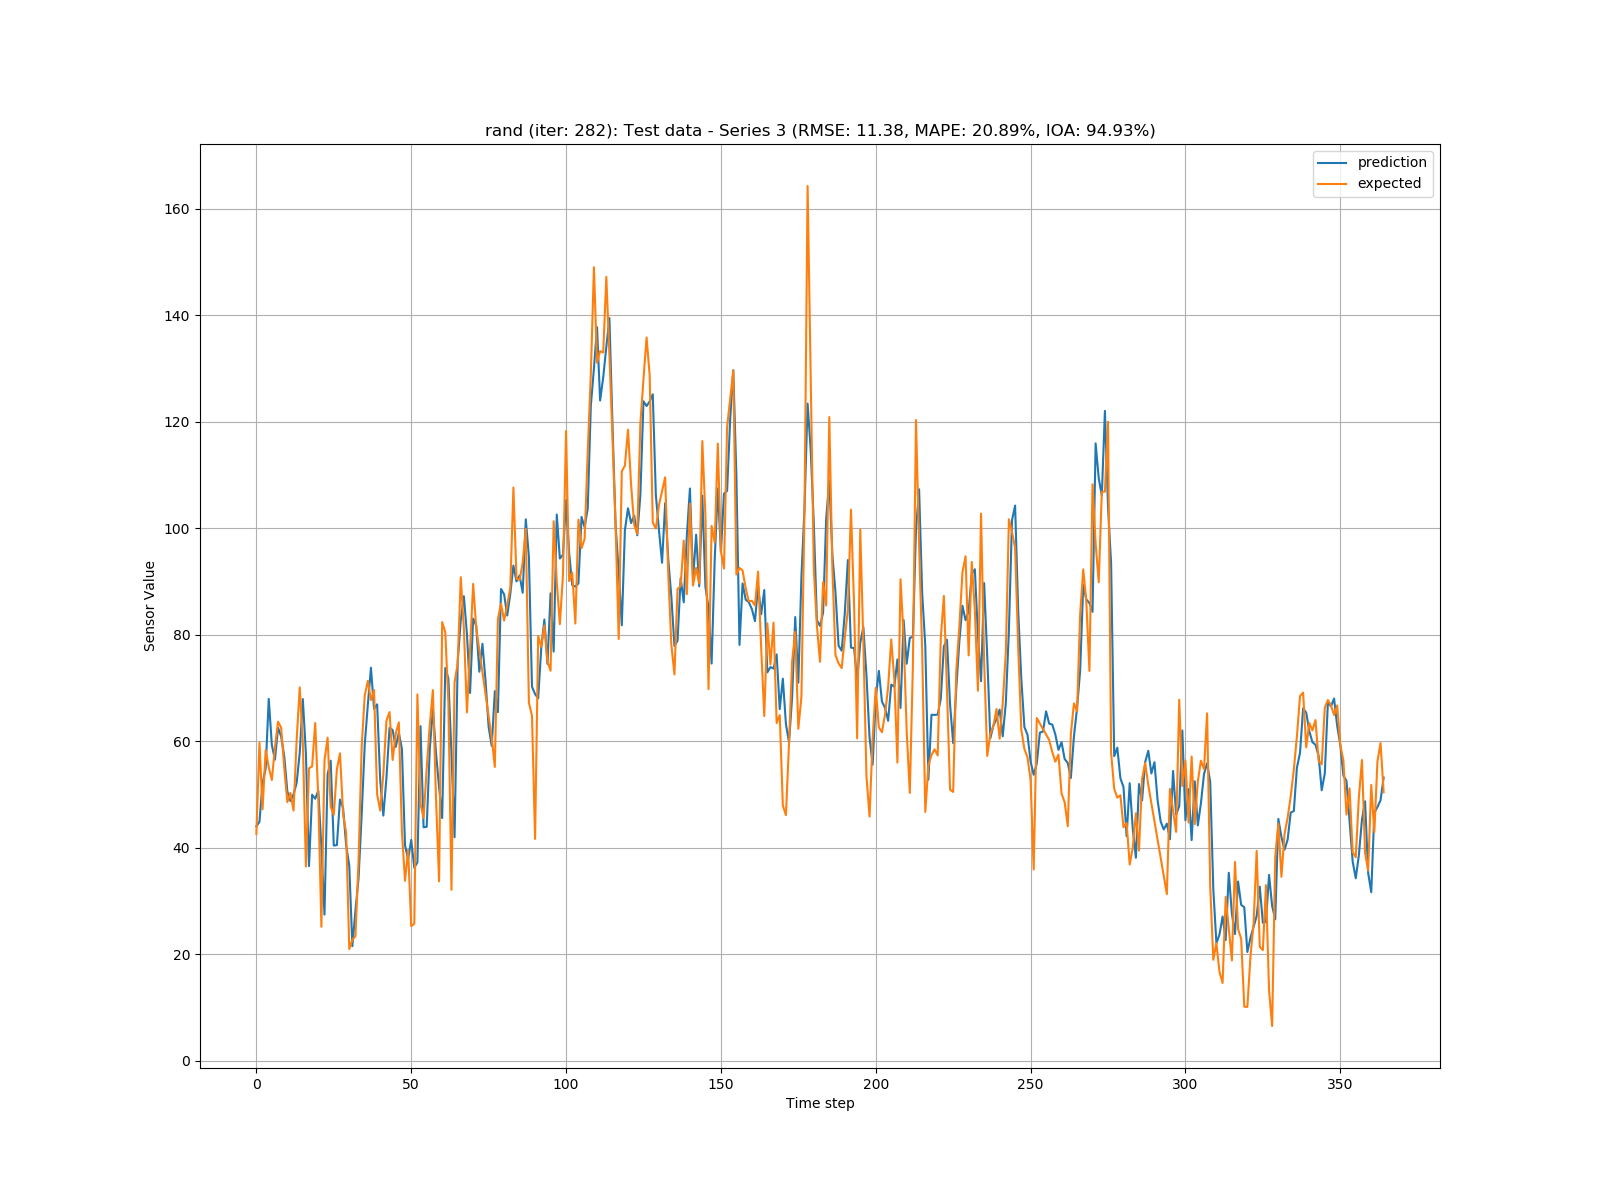 rand (iter: 282): Test data - Series 3 (RMSE: 11.38, MAPE: 20.89%, IOA: 94.93%)
prediction
expected
160
140
120
100
80
60
40
20
0
Sensor Value
0 50 100 150 200 250 300 350
Time step